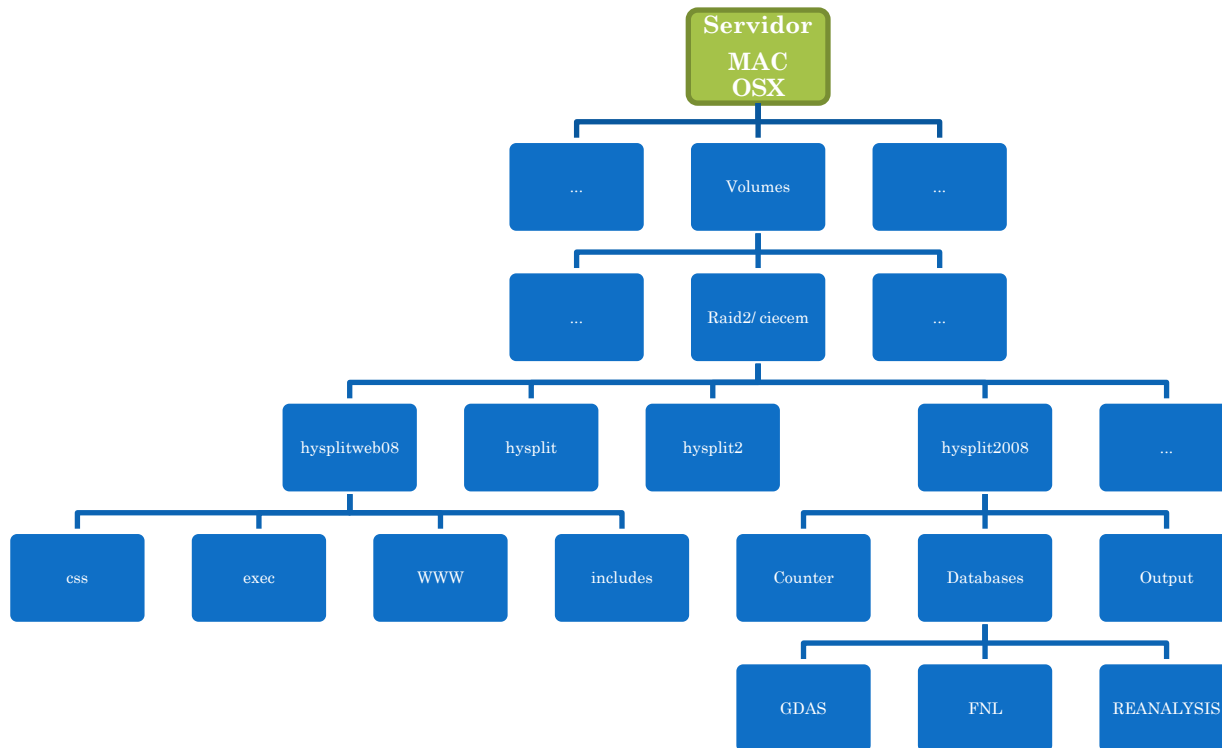 Servidor
MAC
OSX
...
Volumes
...
...
Raid2/ ciecem
...
hysplitweb08
hysplit
hysplit2
hysplit2008
...
css
exec
WWW
includes
Counter
Databases
Output
GDAS
FNL
REANALYSIS